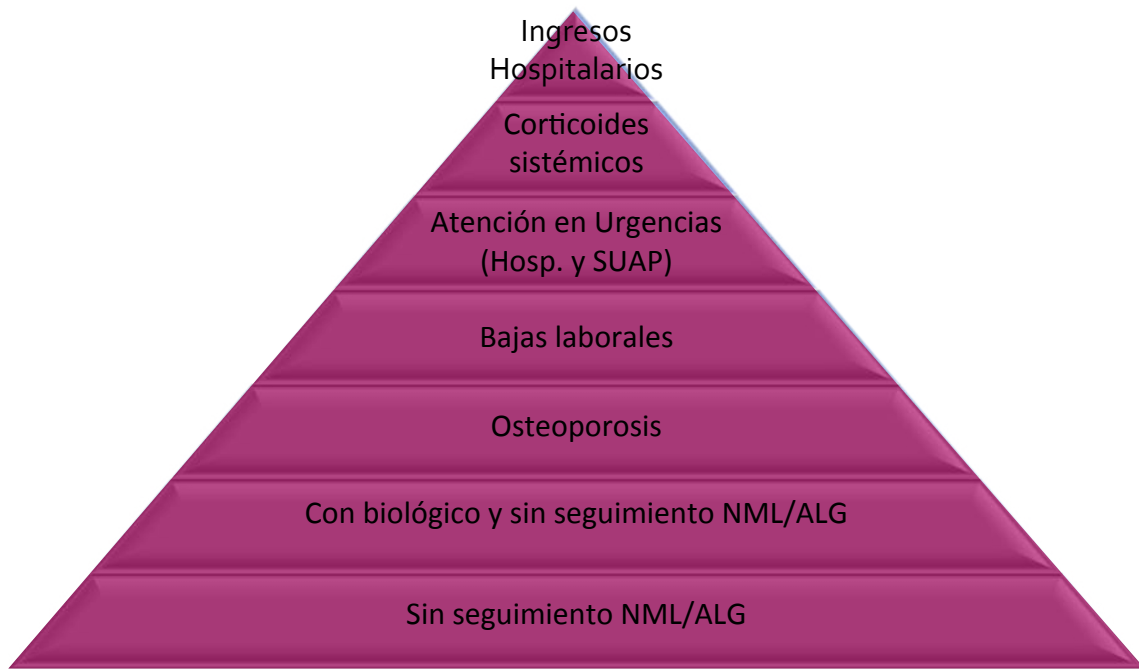 Ingresos
Hospitalarios
Corticoides
sistémicos
Atención en Urgencias
(Hosp. y SUAP)
Bajas laborales
Osteoporosis
Con biológico y sin seguimiento NML/ALG
Sin seguimiento NML/ALG